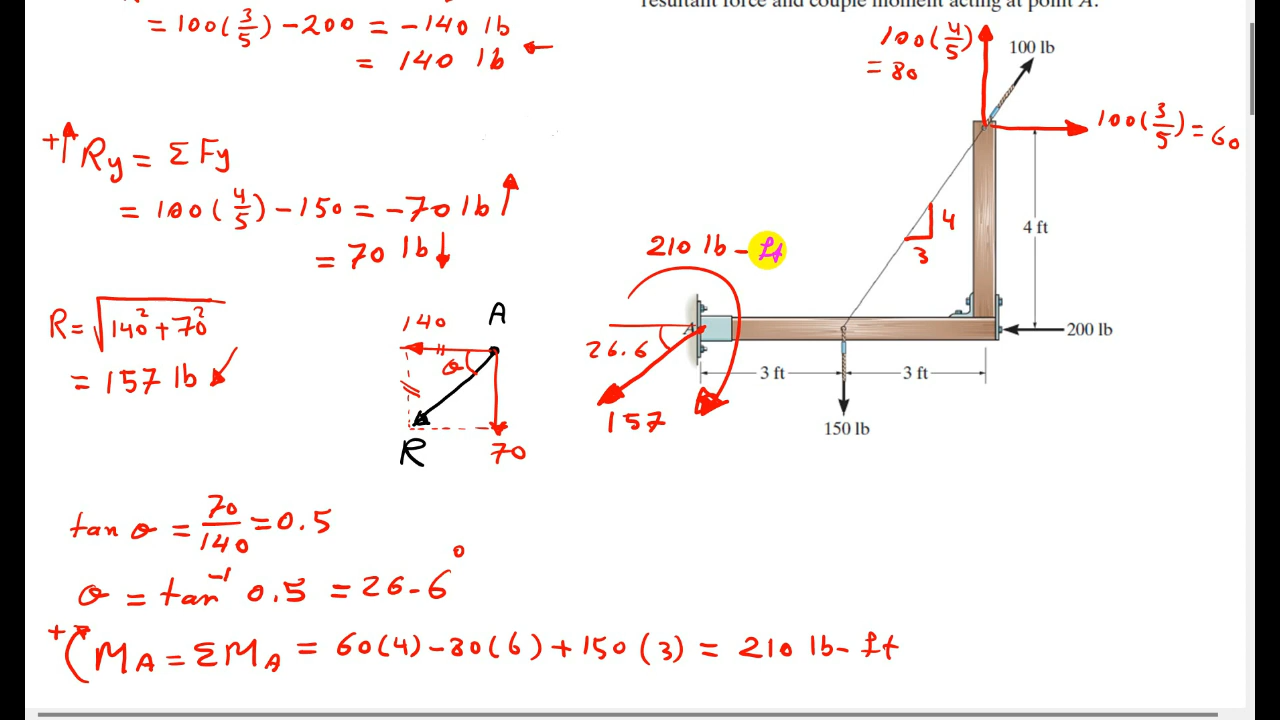 resultant force and couple moment acting at point A.
= 100(3/5) - 200 = -140 lb
= 140 lb ←
+↑ Ry = ΣFy
= 100(4/5) - 150 = -70 lb ↑
= 70 lb ↓
R = √(140² + 70²)
= 157 lb ↙
140
A
θ
R
70
tan θ = 70/140 = 0.5
θ = tan⁻¹ 0.5 = 26.6°
+ MA = ΣMA = 60(4) - 80(6) + 150(3) = 210 lb-ft
100(4/5)
= 80
100 lb
100(3/5) = 60
4
3
4 ft
210 lb-ft
A
26.6
157
200 lb
3 ft
3 ft
150 lb